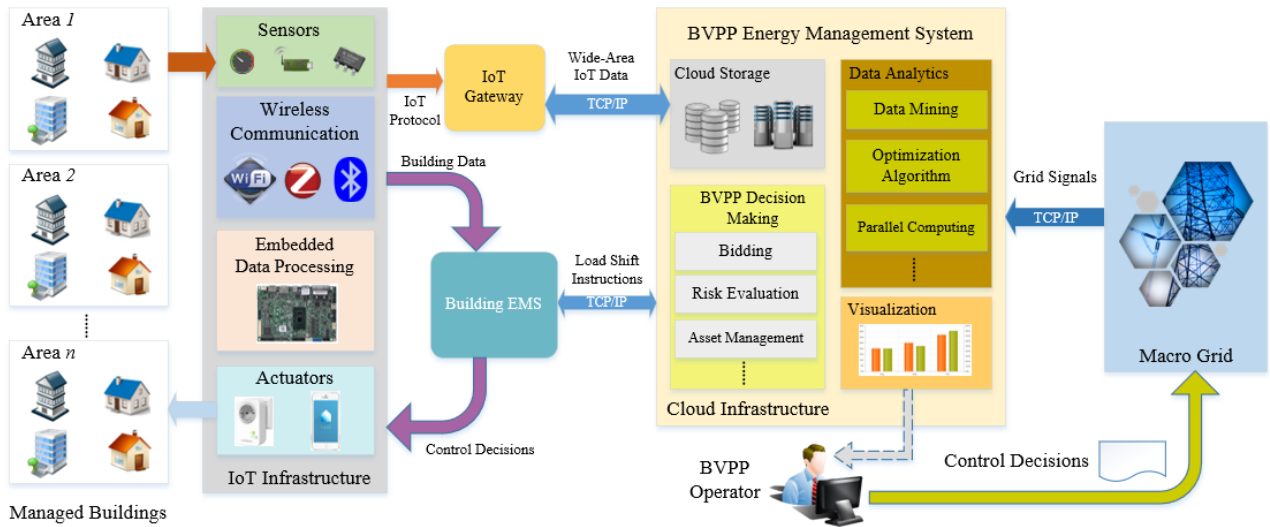 Area 1
Area 2
Area n
Managed Buildings
Sensors
Wireless
Communication
WiFi
Embedded
Data Processing
Actuators
IoT Infrastructure
IoT
Protocol
IoT
Gateway
Building Data
Building EMS
Control Decisions
Wide-Area
IoT Data
TCP/IP
Load Shift
Instructions
TCP/IP
BVPP Energy Management System
Cloud Storage
BVPP Decision
Making
Bidding
Risk Evaluation
Asset Management
Data Analytics
Data Mining
Optimization
Algorithm
Parallel Computing
Visualization
Cloud Infrastructure
Grid Signals
TCP/IP
Macro Grid
BVPP
Operator
Control Decisions